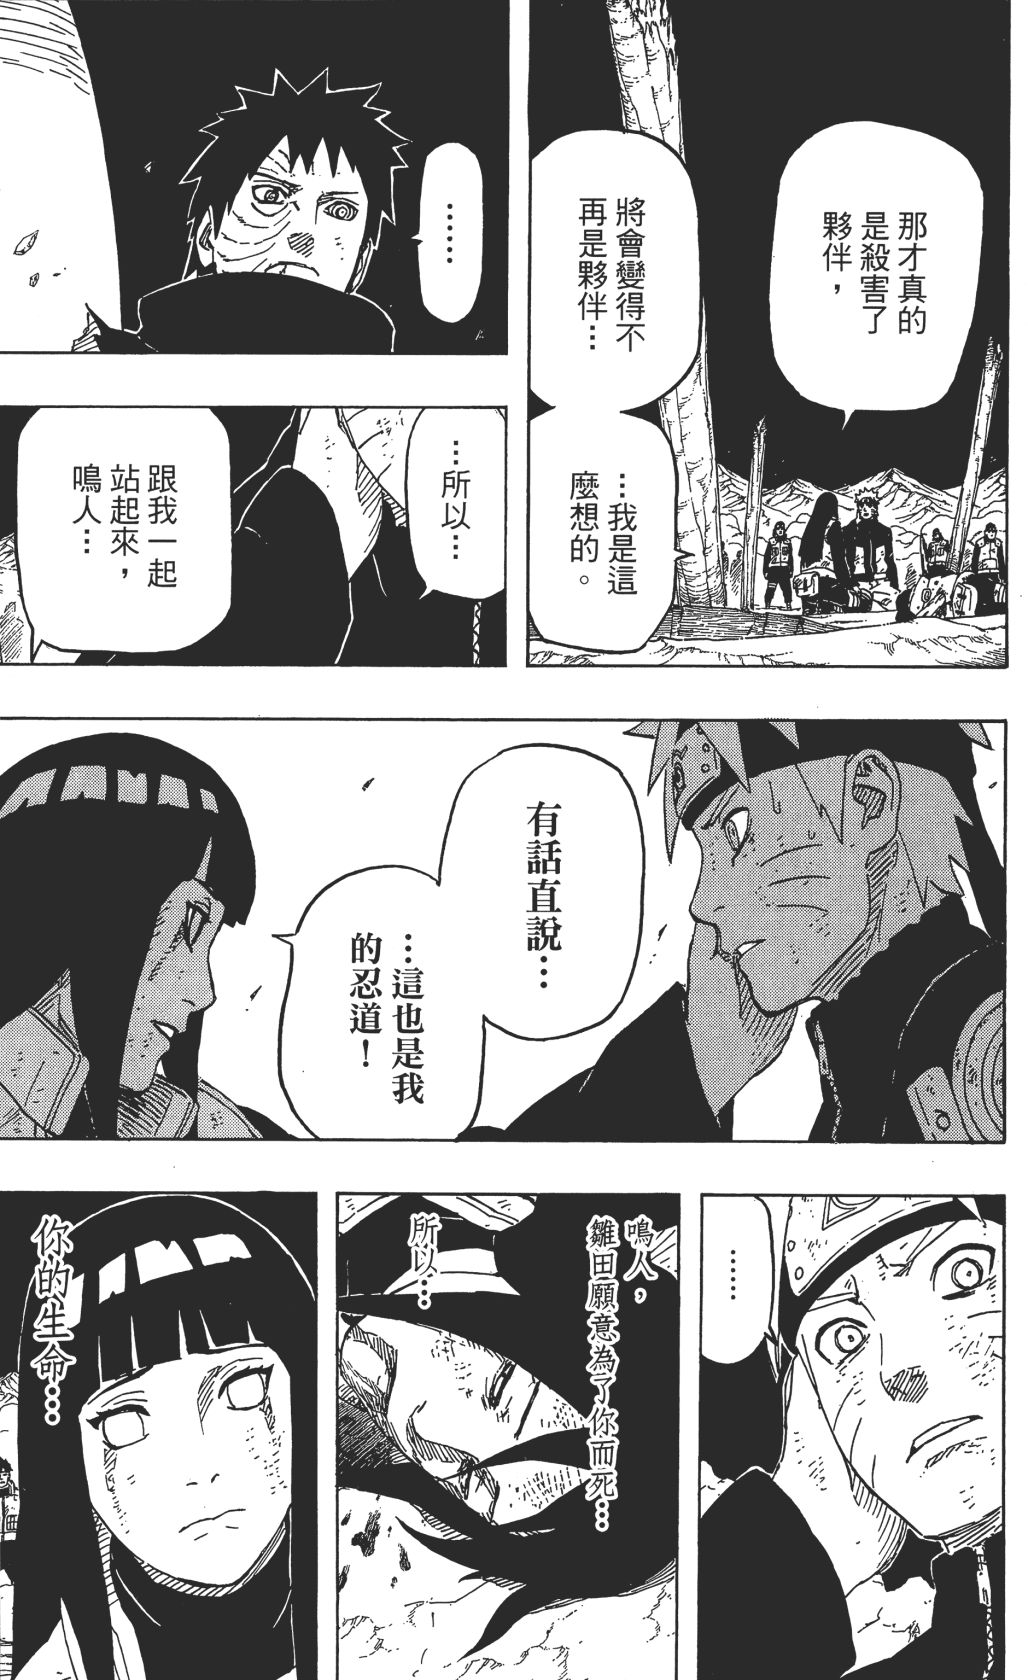 那才真的
是殺害了
夥伴，
將會變得不
再是夥伴…
…我是這
麼想的。
……
…所以…
跟我一起
站起來，
鳴人…
有話直說…
…這也是我
的忍道！
……
鳴人，
雛田願意為了你而死…
所以…
你的生命…